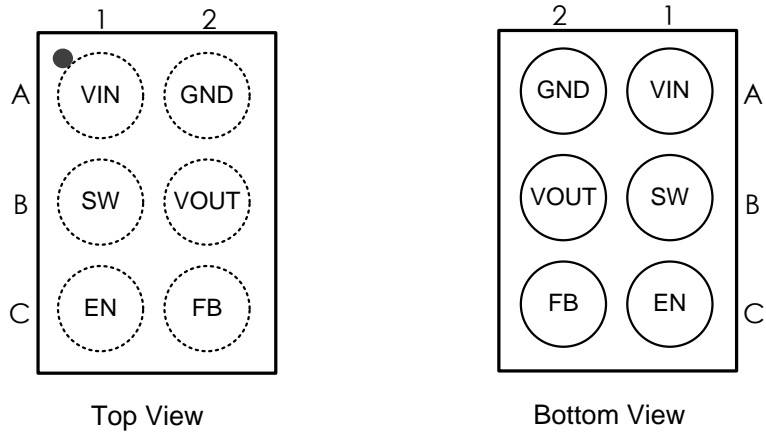 1 2 2 1
A VIN GND GND VIN A
B SW VOUT VOUT SW B
C EN FB FB EN C
Top View Bottom View